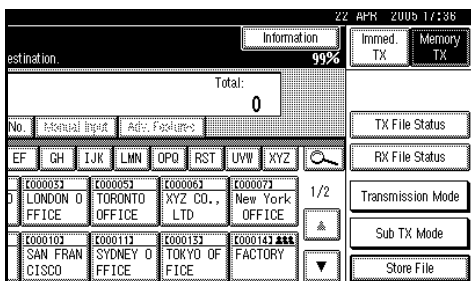 22 APR 2005 17:36
Information
Immed. TX
Memory TX
estination.
99%
Total:
0
No.
Manual Input
Adv. Features
TX File Status
EF
GH
IJK
LMN
OPQ
RST
UVW
XYZ
RX File Status
[00003]
LONDON O
FFICE
[00005]
TORONTO
OFFICE
[00006]
XYZ CO.,
LTD
[00007]
New York
OFFICE
1/2
Transmission Mode
[00010]
SAN FRAN
CISCO
[00011]
SYDNEY O
FFICE
[00013]
TOKYO OF
FICE
[00014]
FACTORY
Sub TX Mode
Store File